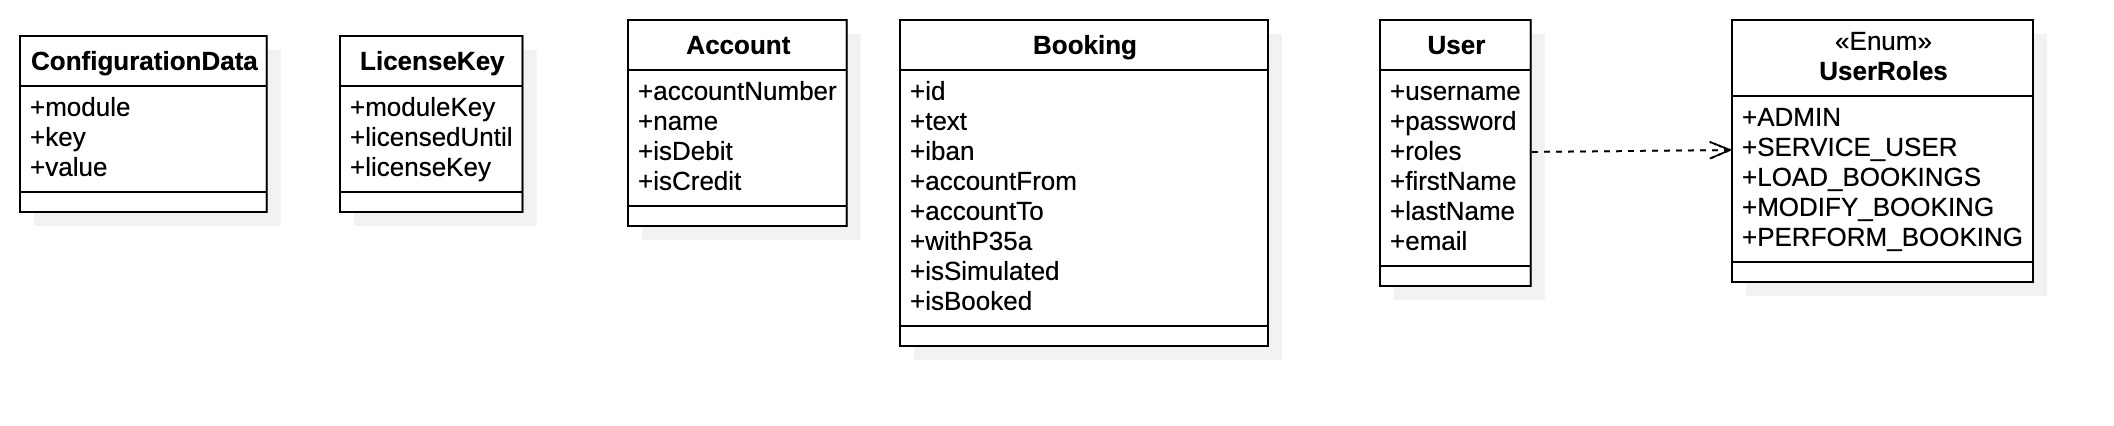 ConfigurationData
+module
+key
+value
LicenseKey
+moduleKey
+licensedUntil
+licenseKey
Account
+accountNumber
+name
+isDebit
+isCredit
Booking
+id
+text
+iban
+accountFrom
+accountTo
+withP35a
+isSimulated
+isBooked
User
+username
+password
+roles
+firstName
+lastName
+email
«Enum»
UserRoles
+ADMIN
+SERVICE_USER
+LOAD_BOOKINGS
+MODIFY_BOOKING
+PERFORM_BOOKING